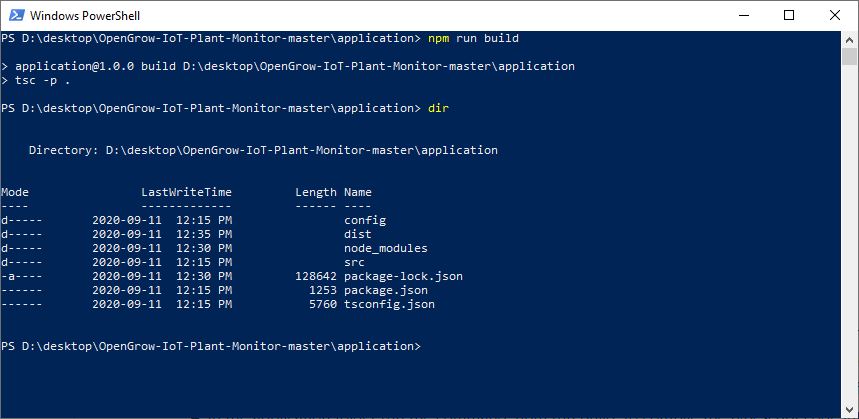 Windows PowerShell
PS D:\desktop\OpenGrow-IoT-Plant-Monitor-master\application> npm run build
> application@1.0.0 build D:\desktop\OpenGrow-IoT-Plant-Monitor-master\application
> tsc -p .
PS D:\desktop\OpenGrow-IoT-Plant-Monitor-master\application> dir
Directory: D:\desktop\OpenGrow-IoT-Plant-Monitor-master\application
Mode LastWriteTime Length Name
---- ------------- ------ ----
d----- 2020-09-11 12:15 PM config
d----- 2020-09-11 12:35 PM dist
d----- 2020-09-11 12:30 PM node_modules
d----- 2020-09-11 12:15 PM src
-a---- 2020-09-11 12:30 PM 128642 package-lock.json
------ 2020-09-11 12:15 PM 1253 package.json
------ 2020-09-11 12:15 PM 5760 tsconfig.json
PS D:\desktop\OpenGrow-IoT-Plant-Monitor-master\application>